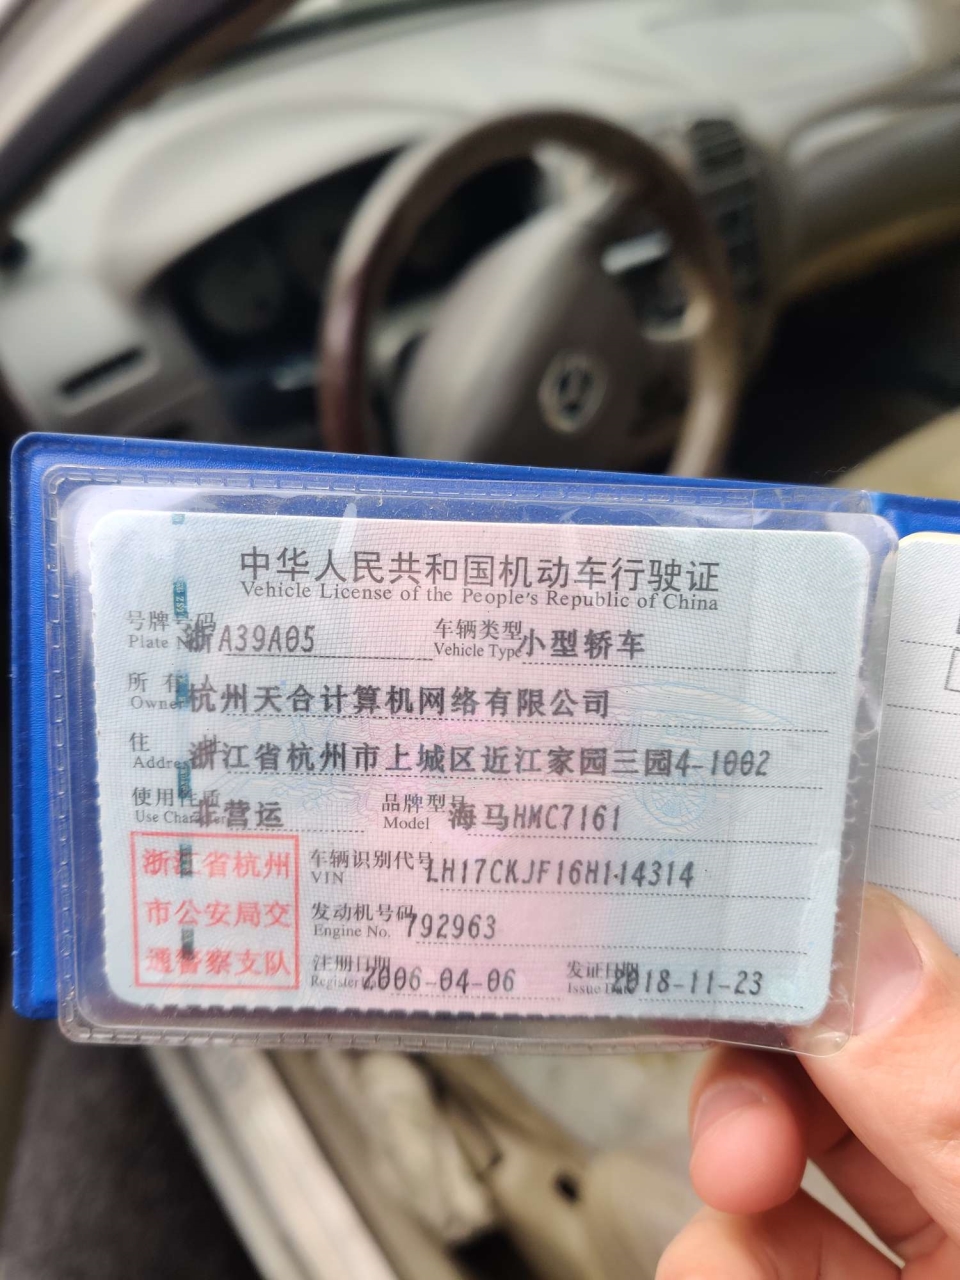 中华人民共和国机动车行驶证
Vehicle License of the People's Republic of China
号牌号码 浙A39A05 车辆类型 小型轿车
Plate No. Vehicle Type
所有人 杭州天合计算机网络有限公司
Owner
住址 浙江省杭州市上城区近江家园三园4-1002
Address
使用性质 非营运 品牌型号 海马HMC7161
Use Character Model
浙江省杭州
市公安局交
通警察支队
车辆识别代号 LH17CKJF16H114314
VIN
发动机号码 792963
Engine No.
注册日期 2006-04-06 发证日期 2018-11-23
Register Date Issue Date